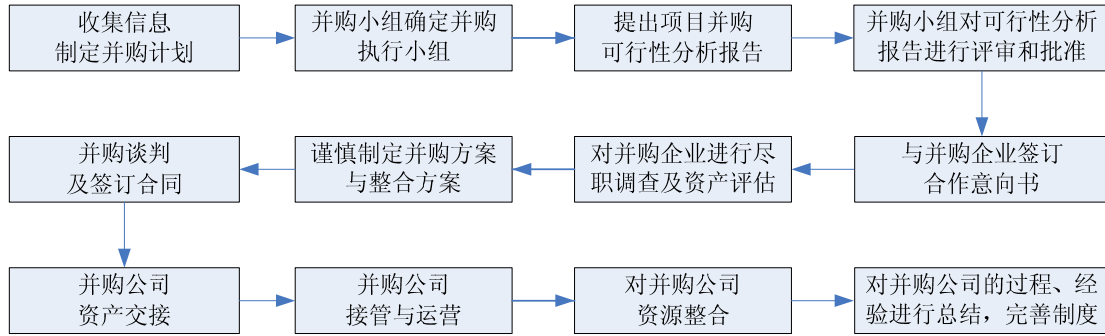 收集信息
制定并购计划
并购小组确定并购
执行小组
提出项目并购
可行性分析报告
并购小组对可行性分析
报告进行评审和批准
与并购企业签订
合作意向书
对并购企业进行尽
职调查及资产评估
谨慎制定并购方案
与整合方案
并购谈判
及签订合同
并购公司
资产交接
并购公司
接管与运营
对并购公司
资源整合
对并购公司的过程、经
验进行总结，完善制度